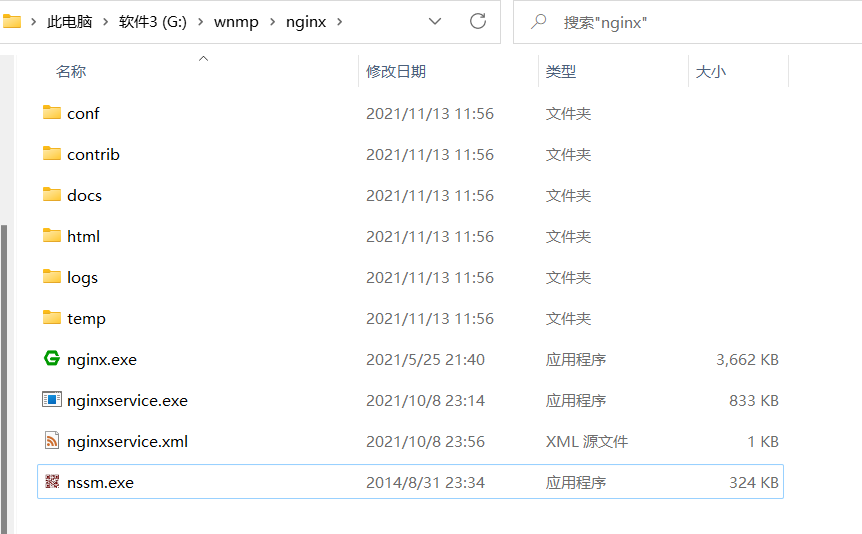 此电脑 软件3 (G:) wnmp nginx 搜索"nginx"
名称 修改日期 类型 大小
conf 2021/11/13 11:56 文件夹
contrib 2021/11/13 11:56 文件夹
docs 2021/11/13 11:56 文件夹
html 2021/11/13 11:56 文件夹
logs 2021/11/13 11:56 文件夹
temp 2021/11/13 11:56 文件夹
nginx.exe 2021/5/25 21:40 应用程序 3,662 KB
nginxservice.exe 2021/10/8 23:14 应用程序 833 KB
nginxservice.xml 2021/10/8 23:56 XML 源文件 1 KB
nssm.exe 2014/8/31 23:34 应用程序 324 KB